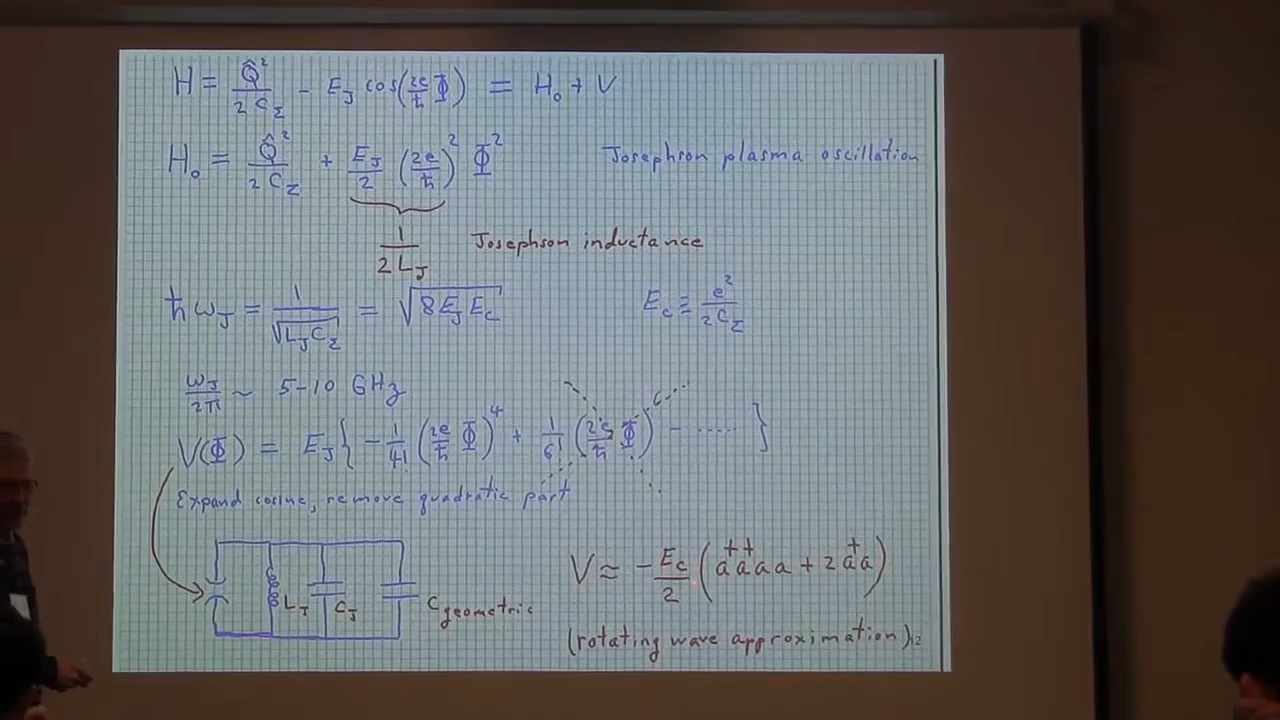 H = Q̂²/2C_Σ - E_J cos(2e/ħ Φ) = H₀ + V
H₀ = Q̂²/2C_Σ + E_J/2 (2e/ħ)² Φ² Josephson plasma oscillation
1/2L_J Josephson inductance
ħω_J = 1/√(L_J C_Σ) = √(8E_J E_C) E_C ≡ e²/2C_Σ
ω_J/2π ~ 5-10 GHz
V(Φ) = E_J{ -1/4! (2e/ħ Φ)⁴ + 1/6! (2e/ħ Φ)⁶ - ····· }
Expand cosine, remove quadratic part
V ≈ -E_C/2 (a⁺a⁺aa + 2a⁺a)
L_J C_J C_geometric
(rotating wave approximation)
12